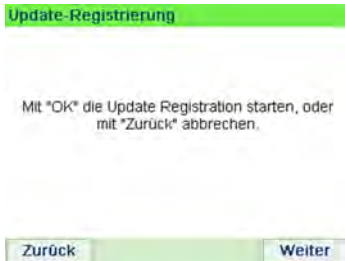 Update-Registrierung
Mit "OK" die Update Registration starten, oder
mit "Zurück" abbrechen.
Zurück Weiter